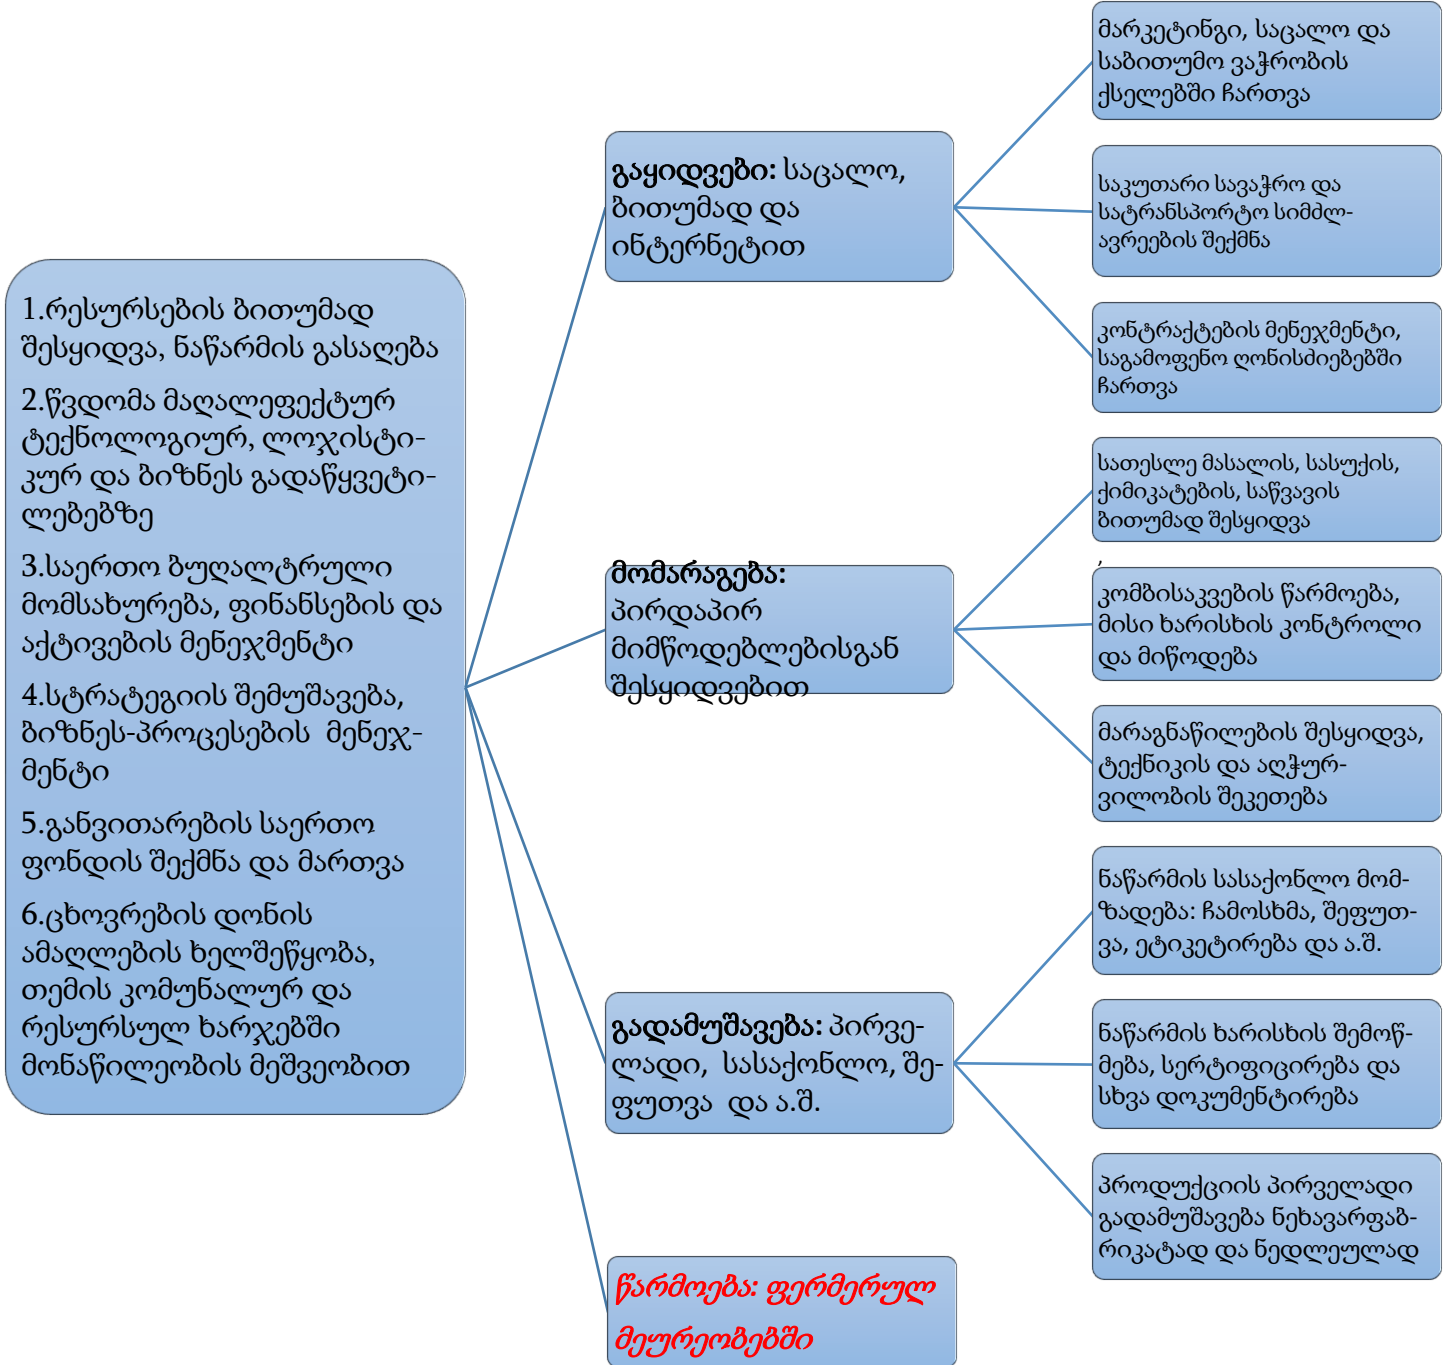 1.რესურსების ბითუმად
შესყიდვა, ნაწარმის გასაღება
2.წვდომა მაღალეფექტურ
ტექნოლოგიურ, ლოჯისტი-
კურ და ბიზნეს გადაწყვეტი-
ლებებზე
3.საერთო ბუღალტრული
მომსახურება, ფინანსების და
აქტივების მენეჯმენტი
4.სტრატეგიის შემუშავება,
ბიზნეს-პროცესების მენეჯ-
მენტი
5.განვითარების საერთო
ფონდის შექმნა და მართვა
6.ცხოვრების დონის
ამაღლების ხელშეწყობა,
თემის კომუნალურ და
რესურსულ ხარჯებში
მონაწილეობის მეშვეობით
გაყიდვები: საცალო,
ბითუმად და
ინტერნეტით
მარკეტინგი, საცალო და
საბითუმო ვაჭრობის
ქსელებში ჩართვა
საკუთარი სავაჭრო და
სატრანსპორტო სიმძლ-
ავრეების შექმნა
კონტრაქტების მენეჯმენტი,
საგამოფენო ღონისძიებებში
ჩართვა
მომარაგება:
პირდაპირ
მიმწოდებლებისგან
შესყიდვებით
სათესლე მასალის, სასუქის,
ქიმიკატების, საწვავის
ბითუმად შესყიდვა
,
კომბისაკვების წარმოება,
მისი ხარისხის კონტროლი
და მიწოდება
მარაგნაწილების შესყიდვა,
ტექნიკის და აღჭურ-
ვილობის შეკეთება
გადამუშავება: პირვე-
ლადი, სასაქონლო, შე-
ფუთვა და ა.შ.
ნაწარმის სასაქონლო მომ-
ზადება: ჩამოსხმა, შეფუთ-
ვა, ეტიკეტირება და ა.შ.
ნაწარმის ხარისხის შემოწ-
მება, სერტიფიცირება და
სხვა დოკუმენტირება
პროდუქციის პირველადი
გადამუშავება ნეხავარფაბ-
რიკატად და ნედლეულად
წარმოება: ფერმერულ
მეურეობებში